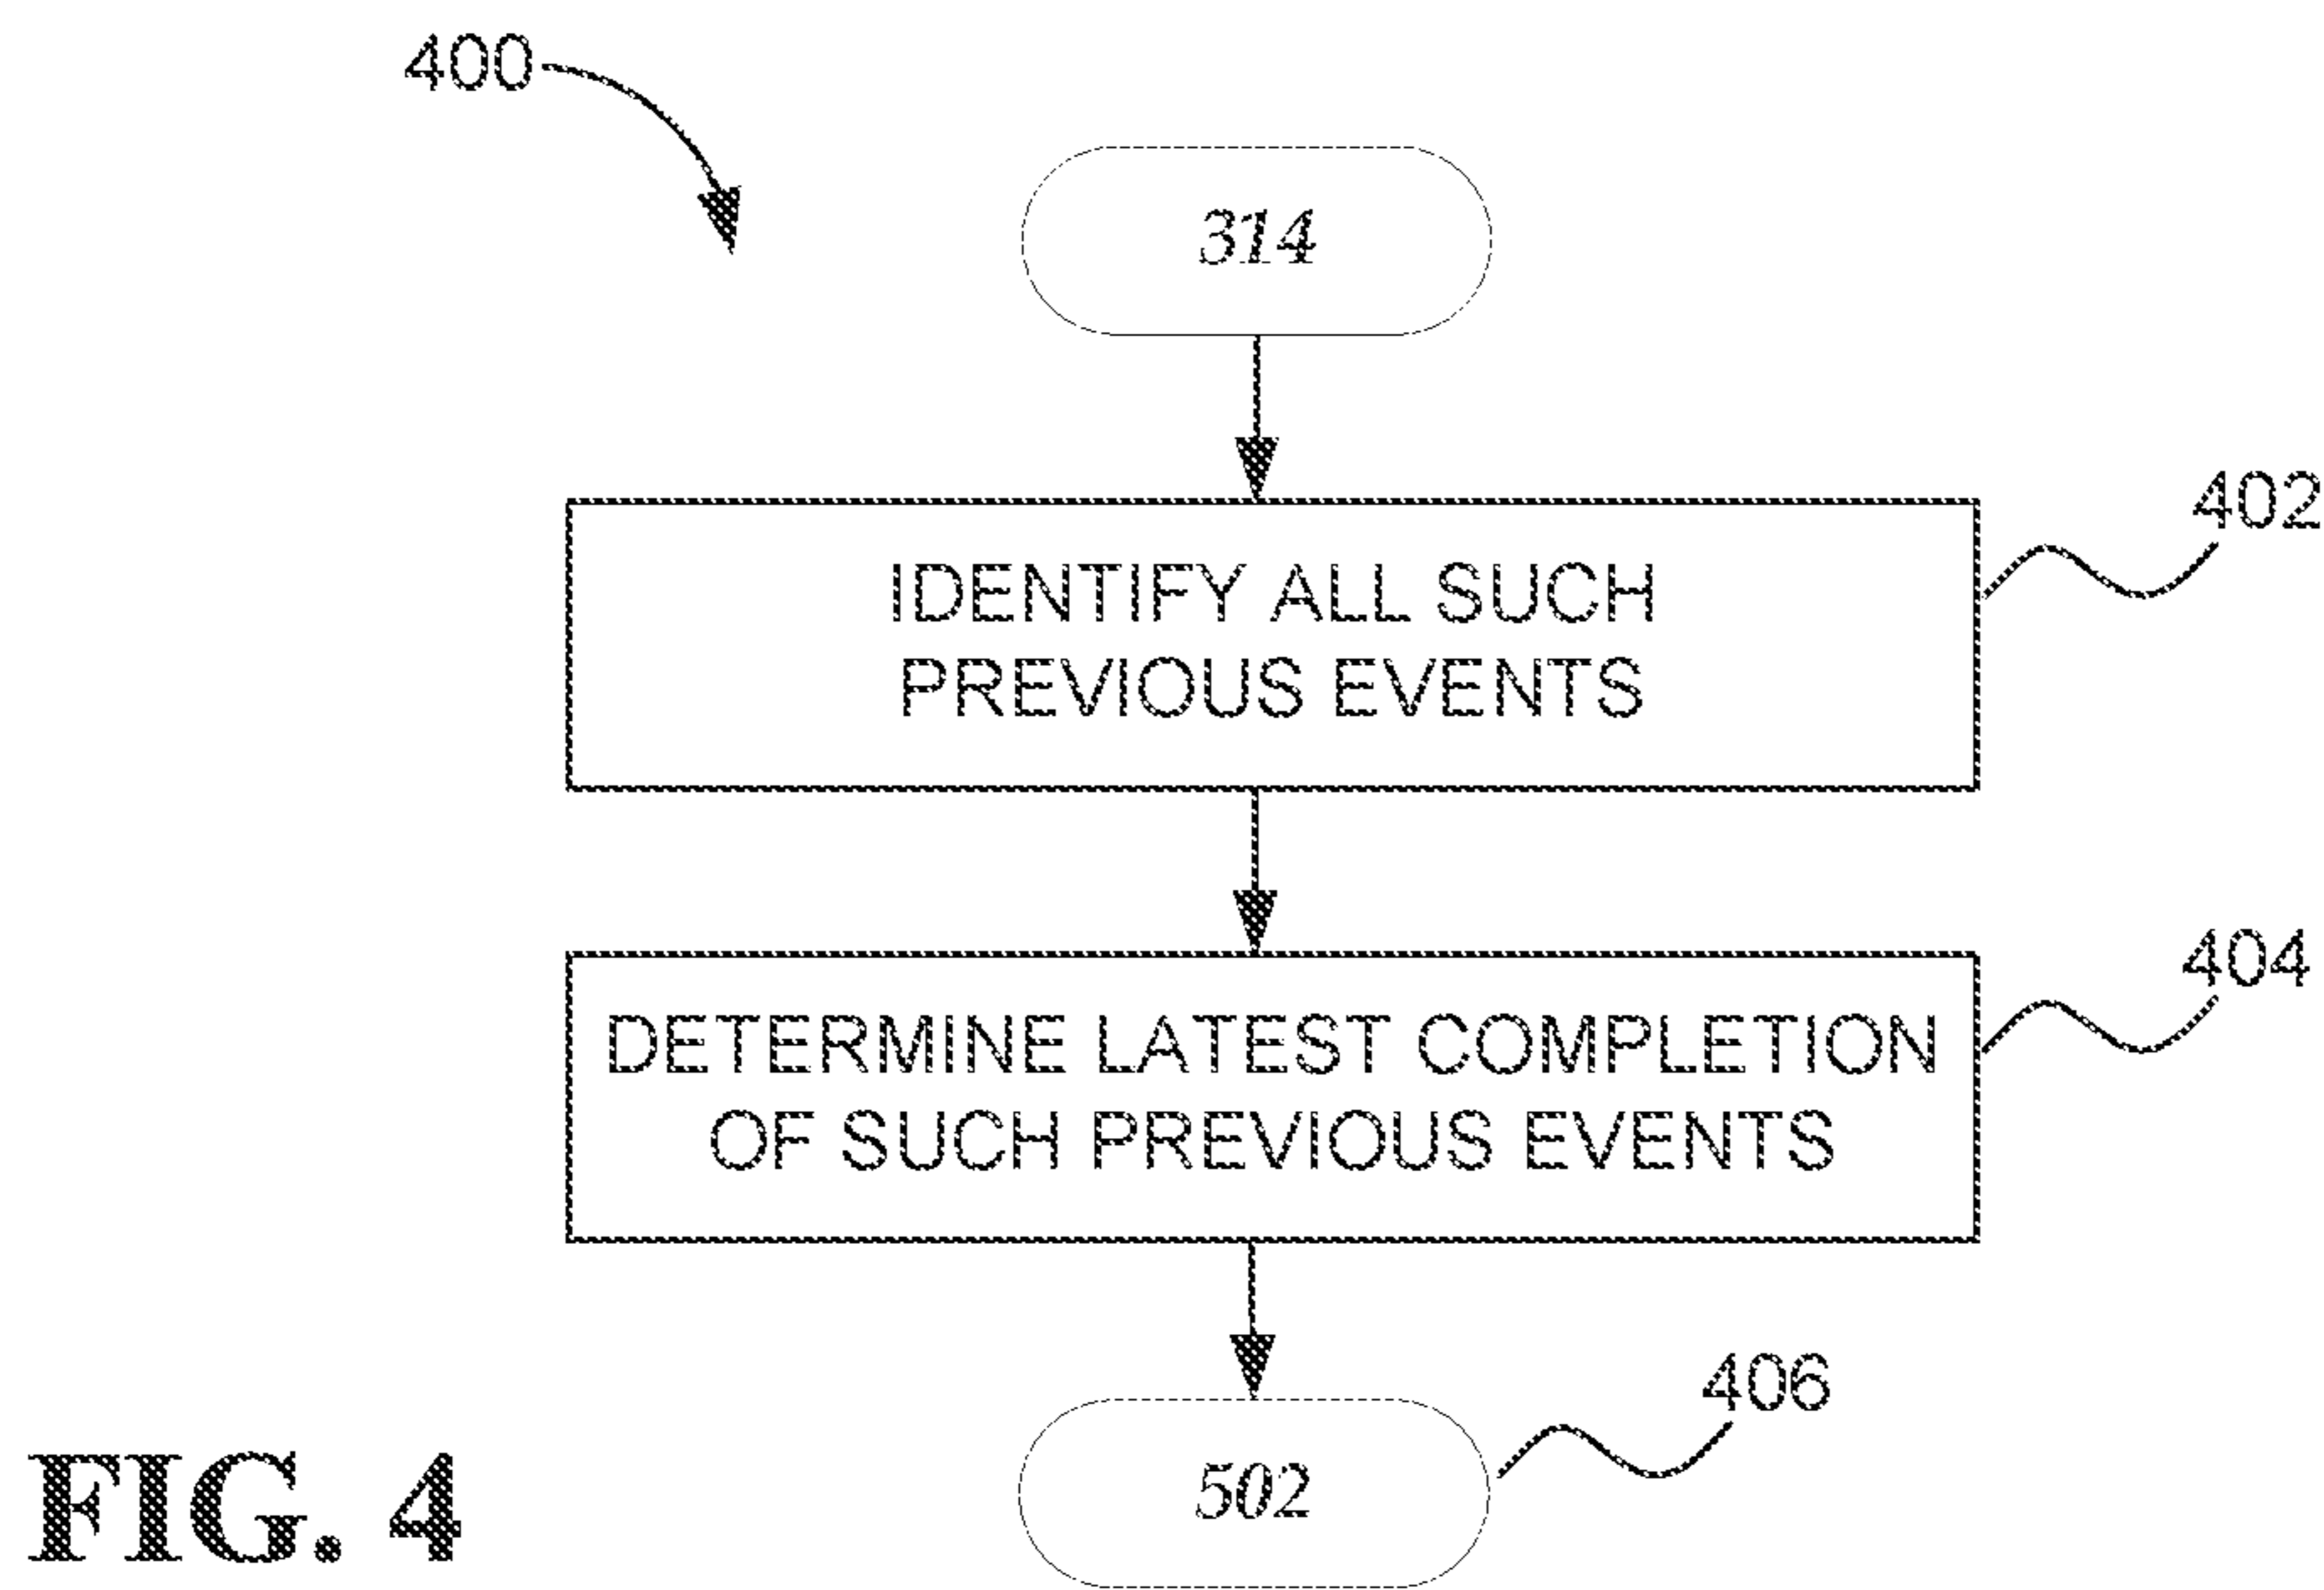 400
314
402
IDENTIFY ALL SUCH
PREVIOUS EVENTS
404
DETERMINE LATEST COMPLETION
OF SUCH PREVIOUS EVENTS
406
502
FIG. 4